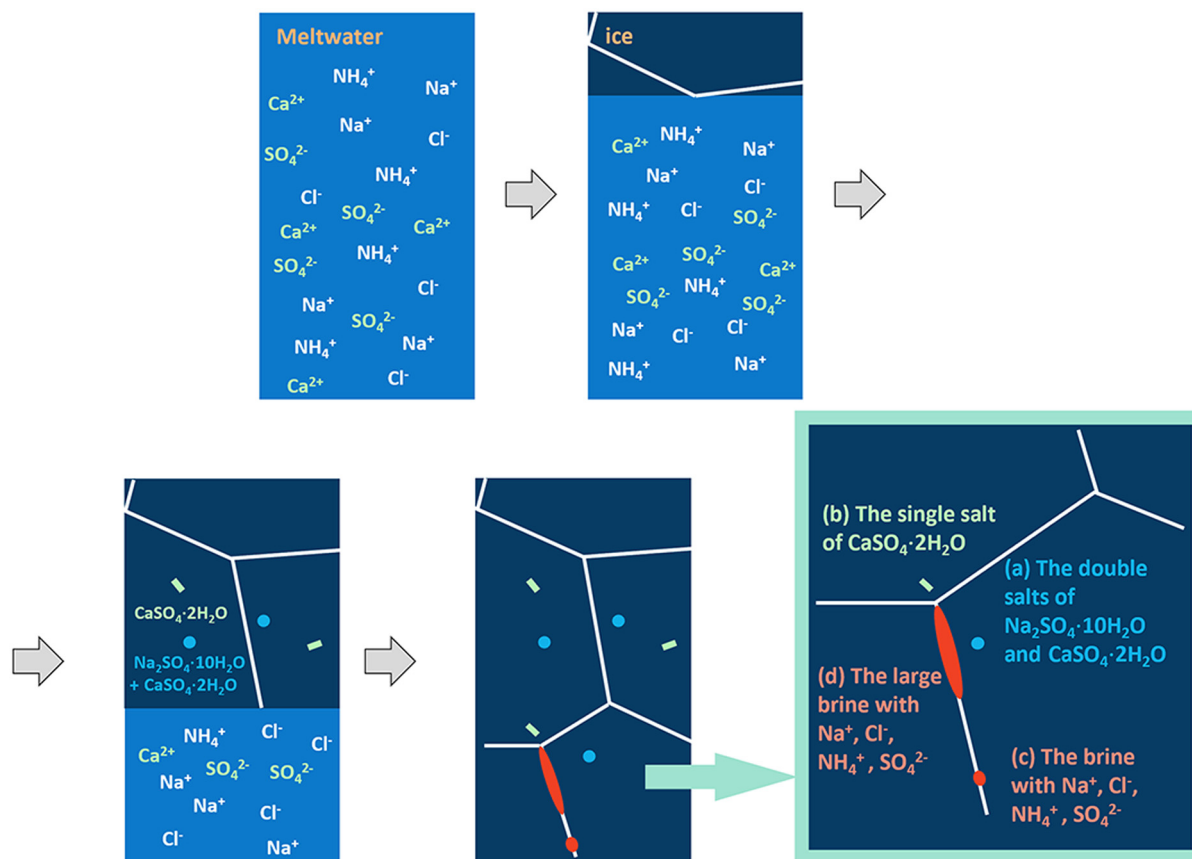 Meltwater
NH₄⁺
Na⁺
Ca²⁺
Na⁺
Cl⁻
SO₄²⁻
NH₄⁺
Cl⁻
SO₄²⁻
Ca²⁺
Ca²⁺
NH₄⁺
SO₄²⁻
Cl⁻
Na⁺
SO₄²⁻
NH₄⁺
Na⁺
Ca²⁺
Cl⁻
ice
NH₄⁺
Ca²⁺
Na⁺
Na⁺
Cl⁻
NH₄⁺
Cl⁻
SO₄²⁻
SO₄²⁻
Ca²⁺
Ca²⁺
NH₄⁺
SO₄²⁻
SO₄²⁻
Na⁺
Cl⁻
Cl⁻
NH₄⁺
Na⁺
CaSO₄·2H₂O
Na₂SO₄·10H₂O
+ CaSO₄·2H₂O
NH₄⁺
Cl⁻
Cl⁻
Ca²⁺
SO₄²⁻
SO₄²⁻
Na⁺
Na⁺
Cl⁻
Cl⁻
Na⁺
(b) The single salt
of CaSO₄·2H₂O
(a) The double
salts of
Na₂SO₄·10H₂O
and CaSO₄·2H₂O
(d) The large
brine with
Na⁺, Cl⁻,
NH₄⁺ , SO₄²⁻
(c) The brine
with Na⁺, Cl⁻,
NH₄⁺ , SO₄²⁻